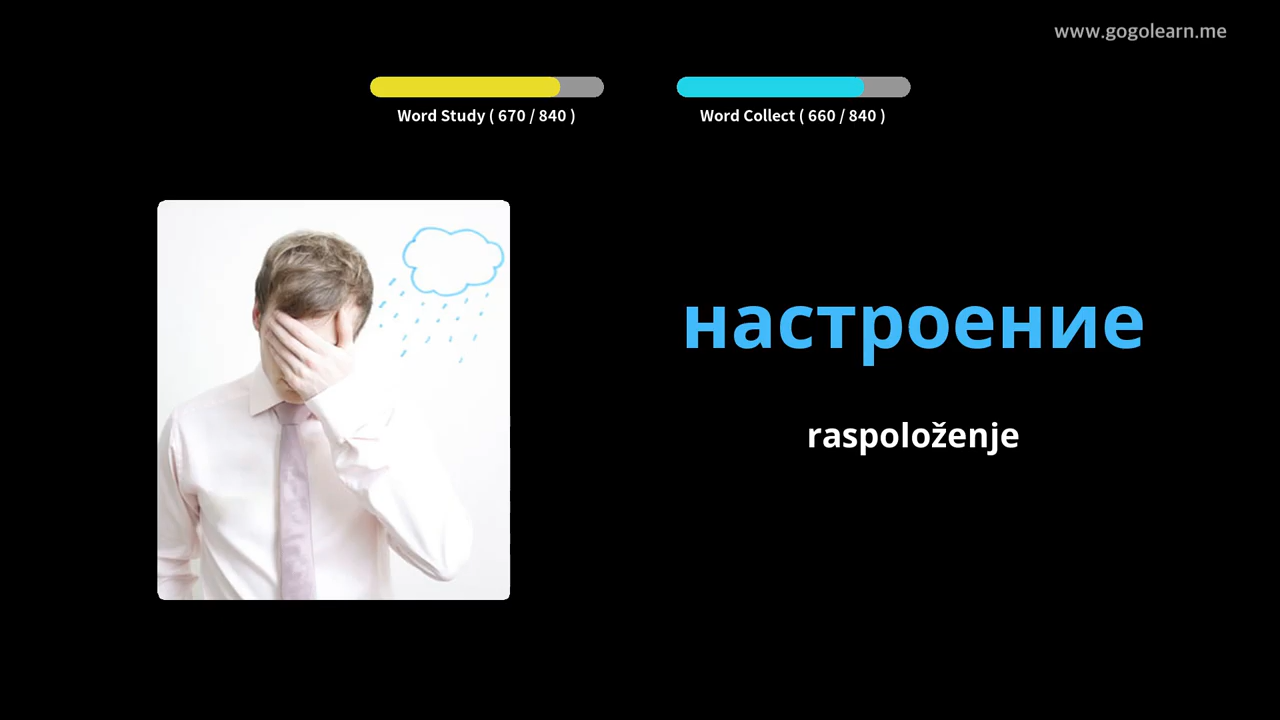 www.gogolearn.me
Word Study ( 670 / 840 )
Word Collect ( 660 / 840 )
настроение
raspoloženje